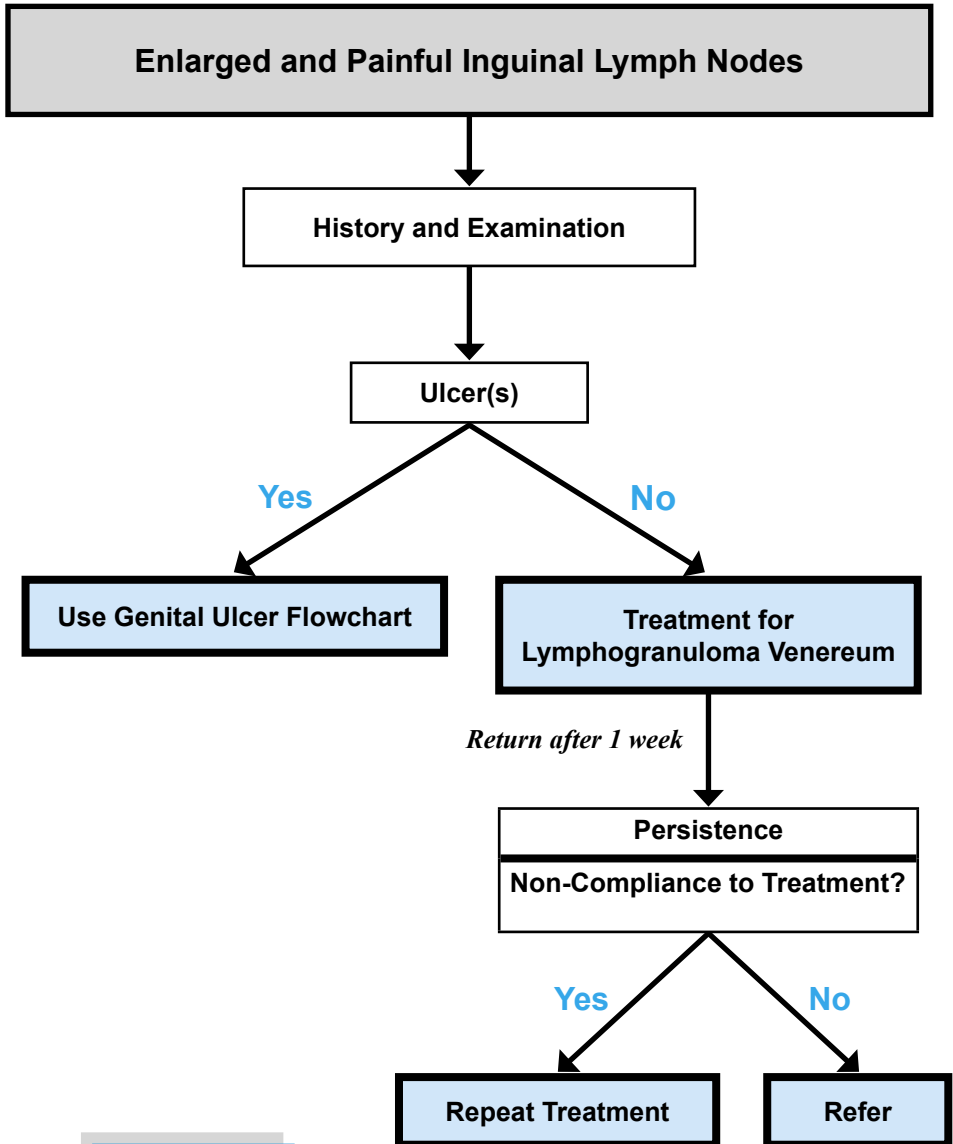 Enlarged and Painful Inguinal Lymph Nodes
History and Examination
Ulcer(s)
Yes
No
Use Genital Ulcer Flowchart
Treatment for
Lymphogranuloma Venereum
Return after 1 week
Persistence
Non-Compliance to Treatment?
Yes
No
Repeat Treatment
Refer